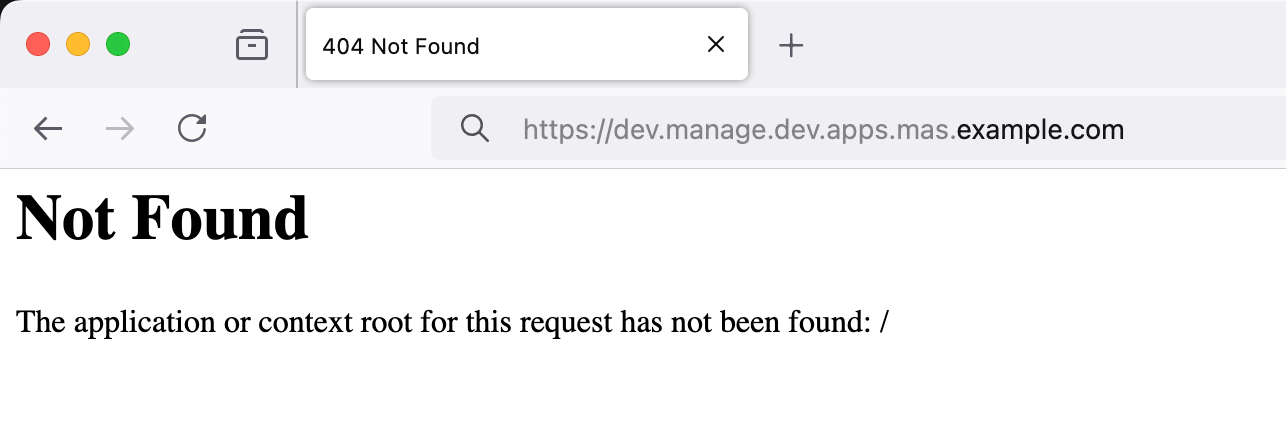 404 Not Found
https://dev.manage.dev.apps.mas.example.com
Not Found
The application or context root for this request has not been found: /